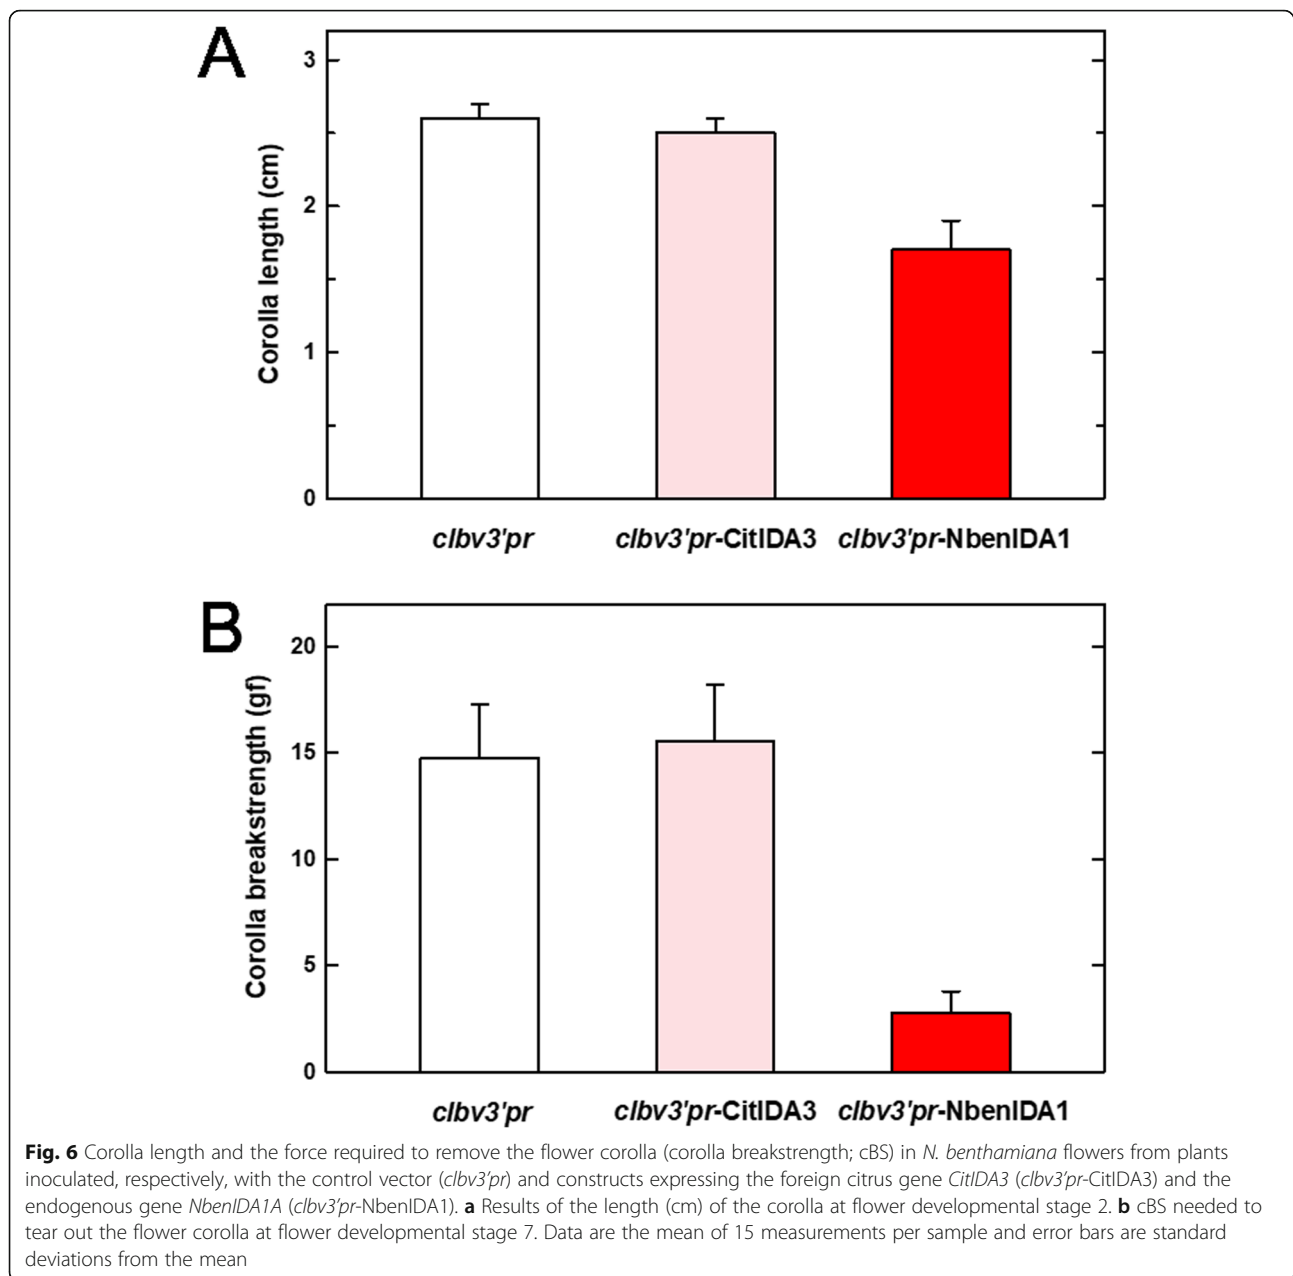 A
3
2
1
0
Corolla length (cm)
clbv3'pr clbv3'pr-CitIDA3 clbv3'pr-NbenIDA1
B
20
15
10
5
0
Corolla breakstrength (gf)
clbv3'pr clbv3'pr-CitIDA3 clbv3'pr-NbenIDA1
Fig. 6 Corolla length and the force required to remove the flower corolla (corolla breakstrength; cBS) in N. benthamiana flowers from plants
inoculated, respectively, with the control vector (clbv3'pr) and constructs expressing the foreign citrus gene CitIDA3 (clbv3'pr-CitIDA3) and the
endogenous gene NbenIDA1A (clbv3'pr-NbenIDA1). a Results of the length (cm) of the corolla at flower developmental stage 2. b cBS needed to
tear out the flower corolla at flower developmental stage 7. Data are the mean of 15 measurements per sample and error bars are standard
deviations from the mean